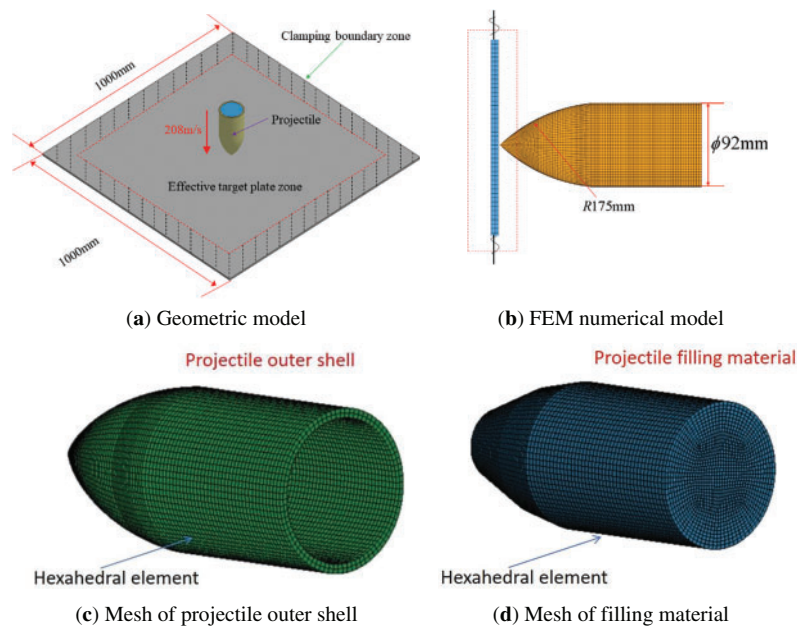 1000mm
Clamping boundary zone
208m/s
Projectile
Effective target plate zone
1000mm
ϕ92mm
R175mm
(a) Geometric model
(b) FEM numerical model
Projectile outer shell
Projectile filling material
Hexahedral element
Hexahedral element
(c) Mesh of projectile outer shell
(d) Mesh of filling material